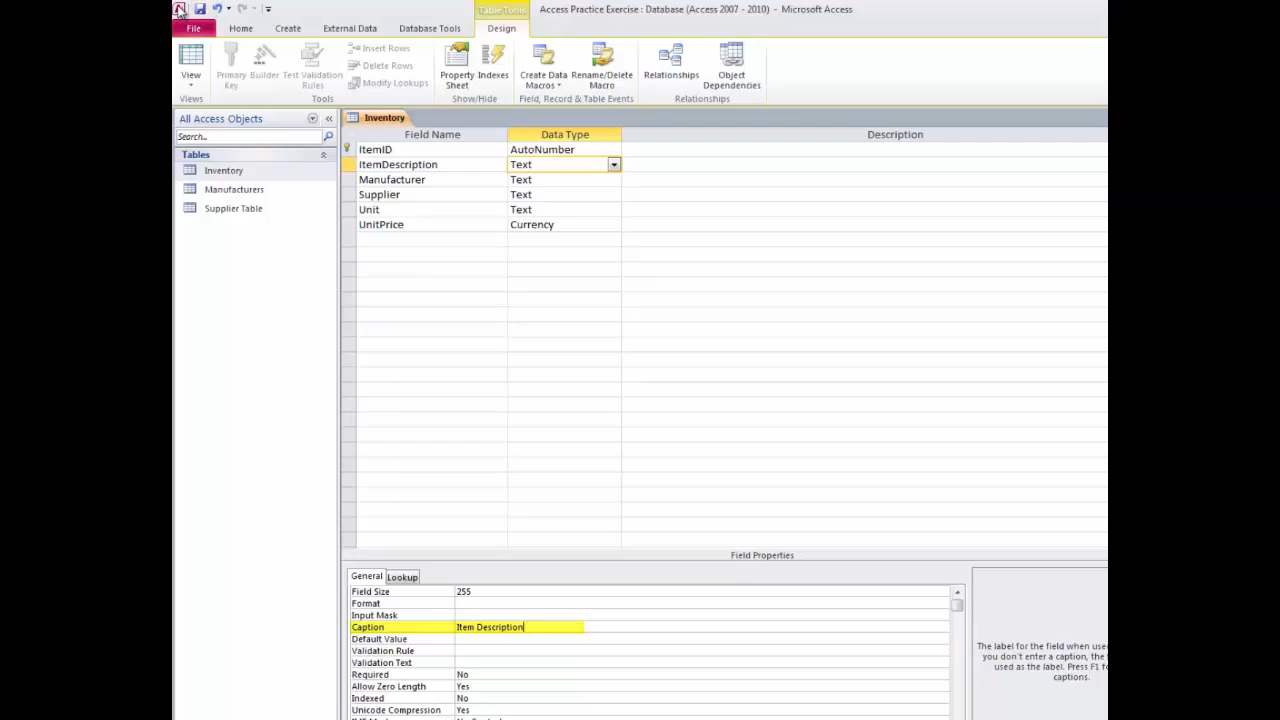 Table Tools
Access Practice Exercise : Database (Access 2007 - 2010) - Microsoft Access
File Home Create External Data Database Tools Design
View
Primary Key
Builder
Test Validation Rules
Insert Rows
Delete Rows
Modify Lookups
Property Sheet
Indexes
Create Data Macros
Rename/Delete Macro
Relationships
Object Dependencies
Views Tools Show/Hide Field, Record & Table Events Relationships
All Access Objects
Search...
Tables
Inventory
Manufacturers
Supplier Table
Inventory
Field Name Data Type Description
ItemID AutoNumber
ItemDescription Text
Manufacturer Text
Supplier Text
Unit Text
UnitPrice Currency
Field Properties
General Lookup
Field Size 255
Format
Input Mask
Caption Item Description
Default Value
Validation Rule
Validation Text
Required No
Allow Zero Length Yes
Indexed No
Unicode Compression Yes
The label for the field when use
you don't enter a caption, the f
used as the label. Press F1 fo
captions.